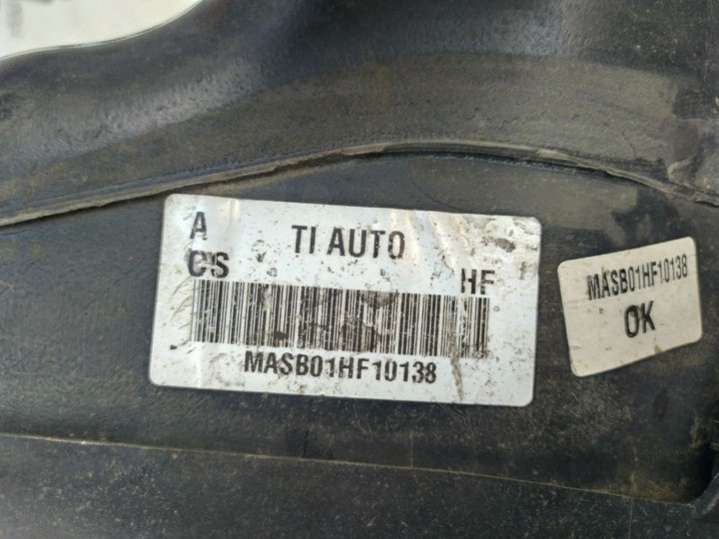 A
TI AUTO
CS
HF
MASB01HF10138
MASB01HF10138
OK